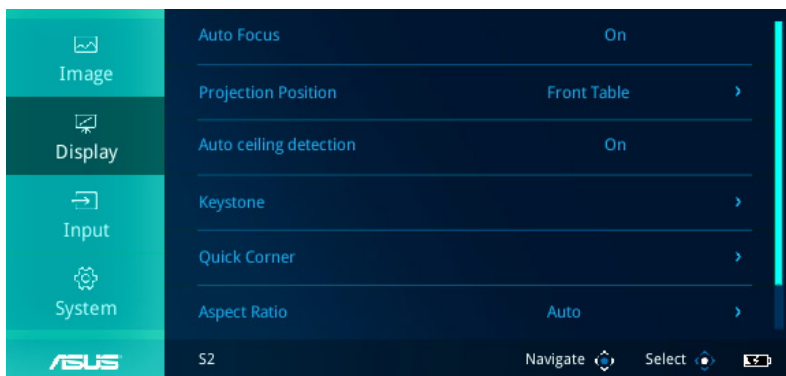 Image
Display
Input
System
Auto Focus On
Projection Position Front Table
Auto ceiling detection On
Keystone
Quick Corner
Aspect Ratio Auto
ASUS S2 Navigate Select